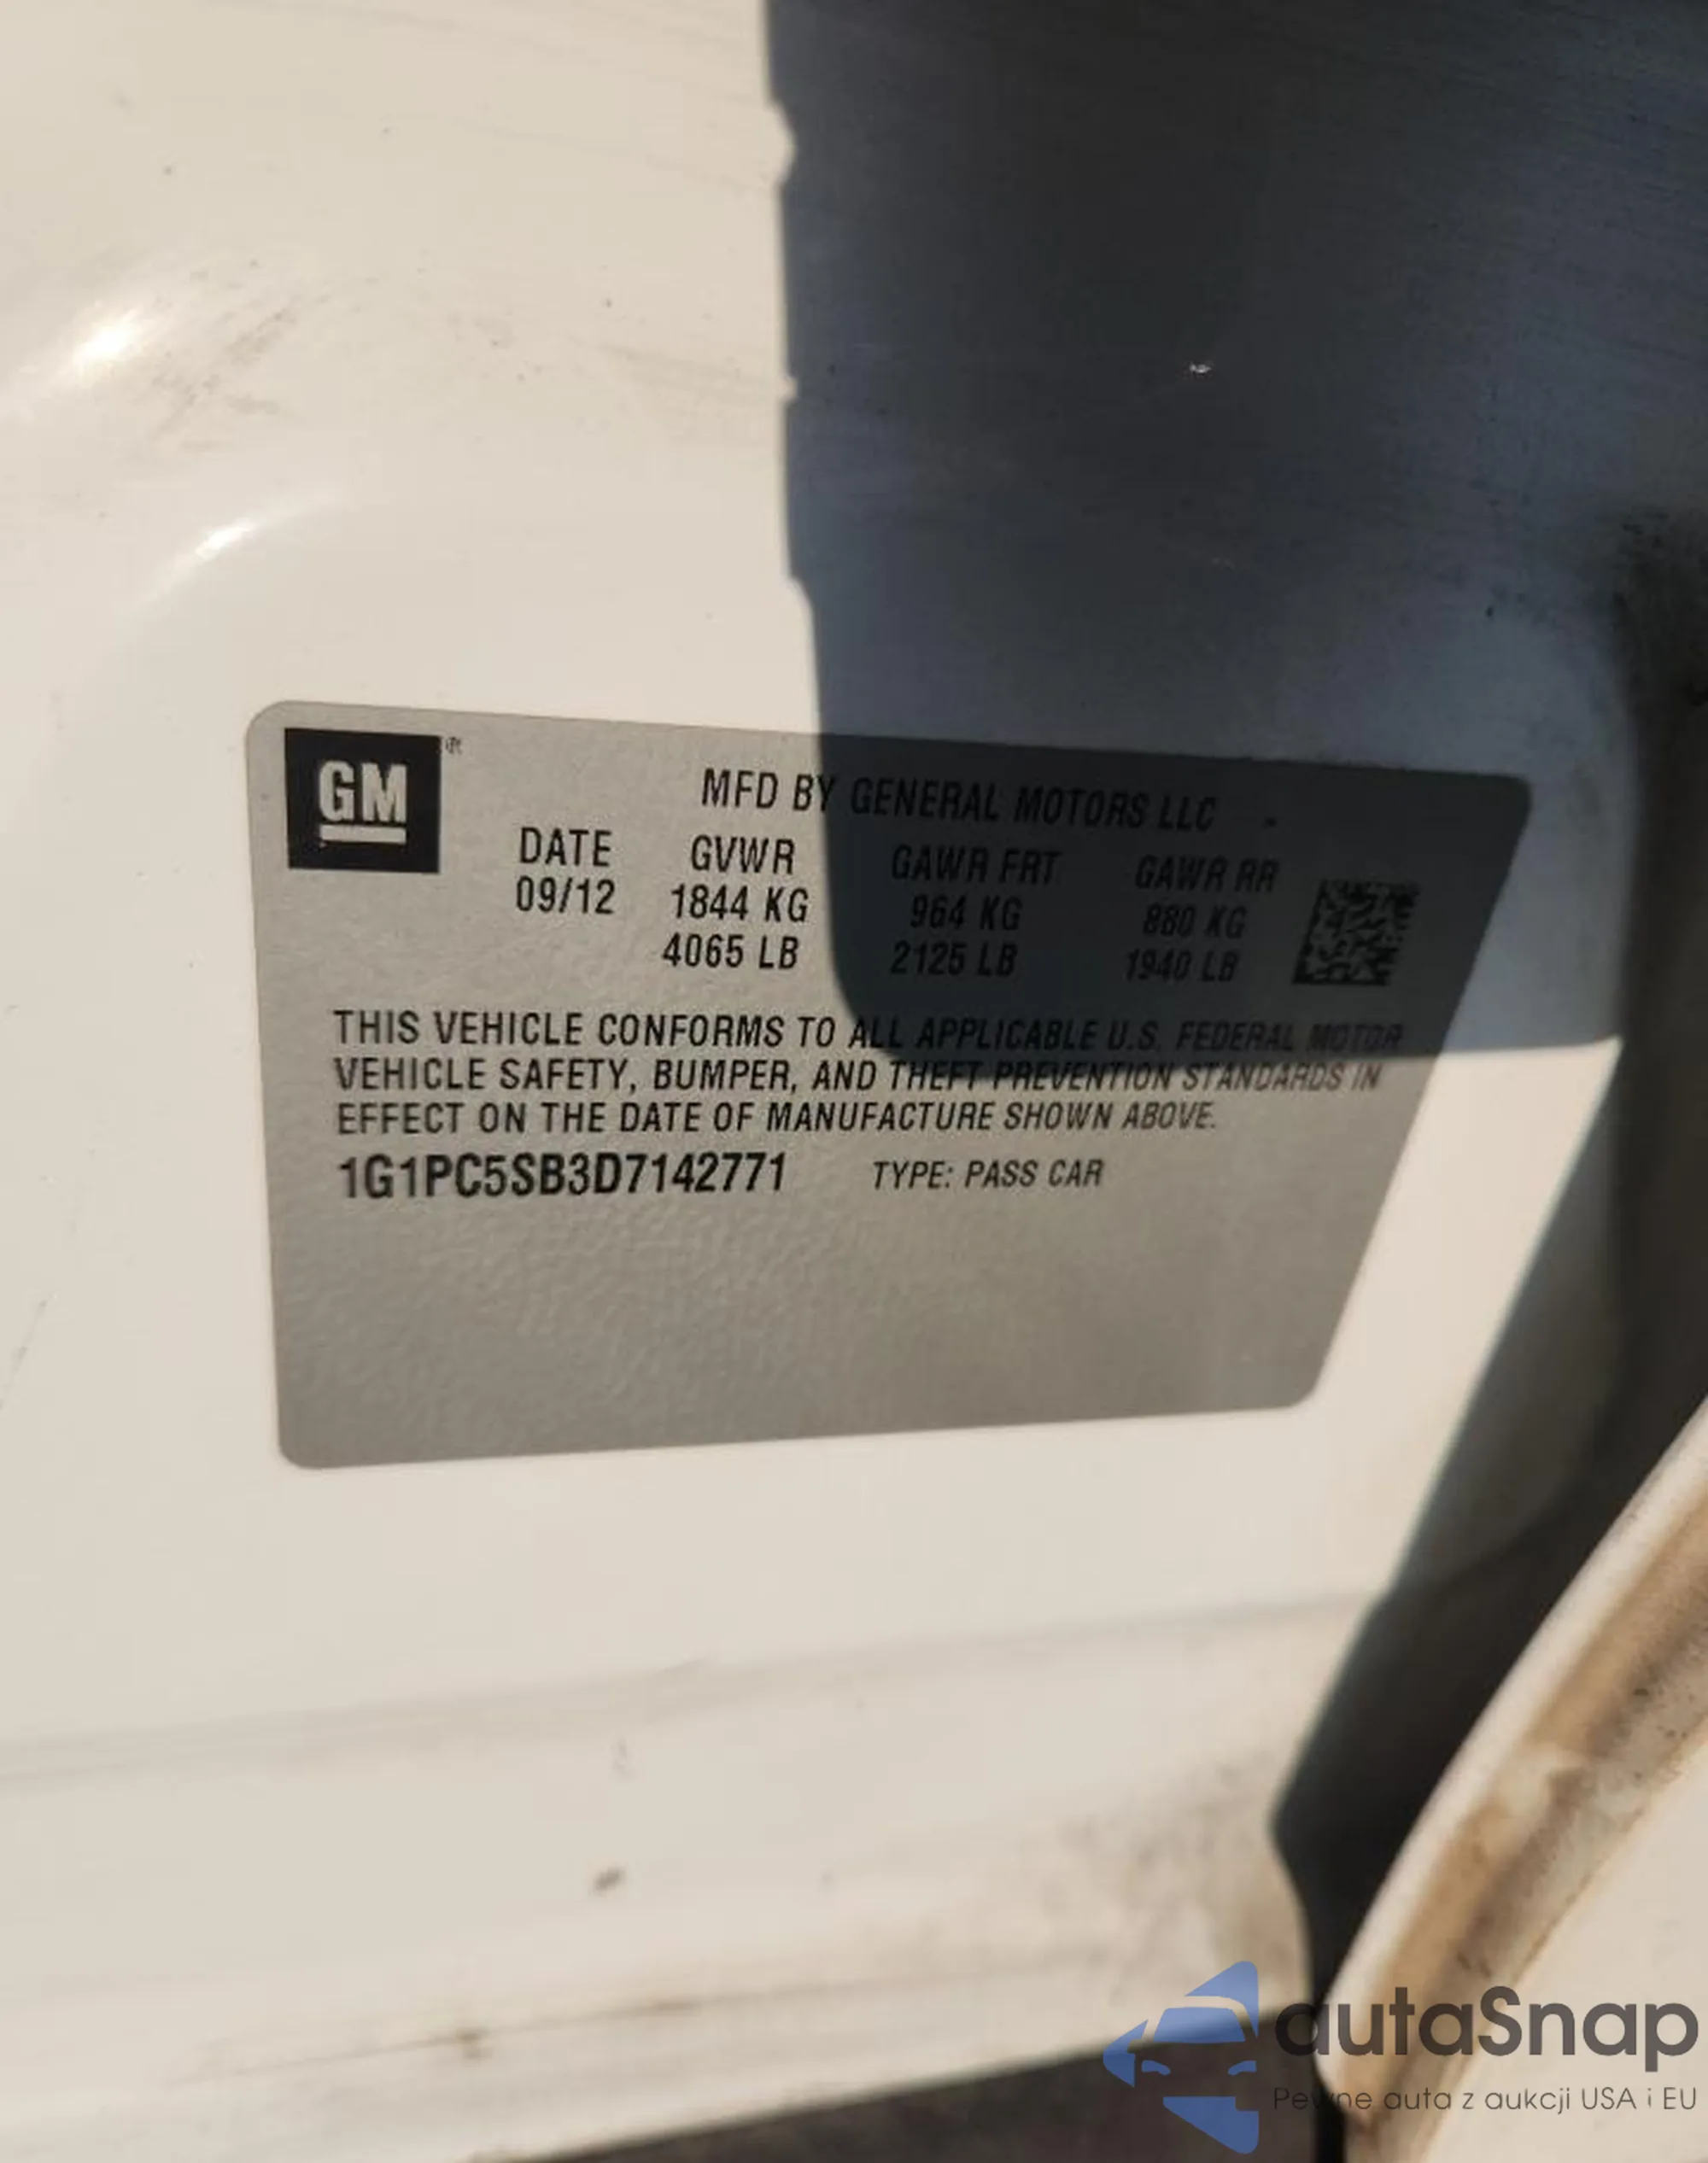 GM ®
MFD BY GENERAL MOTORS LLC
DATE GVWR GAWR FRT GAWR RR
09/12 1844 KG 964 KG 880 KG
4065 LB 2125 LB 1940 LB
THIS VEHICLE CONFORMS TO ALL APPLICABLE U.S. FEDERAL MOTOR
VEHICLE SAFETY, BUMPER, AND THEFT PREVENTION STANDARDS IN
EFFECT ON THE DATE OF MANUFACTURE SHOWN ABOVE.
1G1PC5SB3D7142771 TYPE: PASS CAR
autaSnap
Pewne auta z aukcji USA i EU